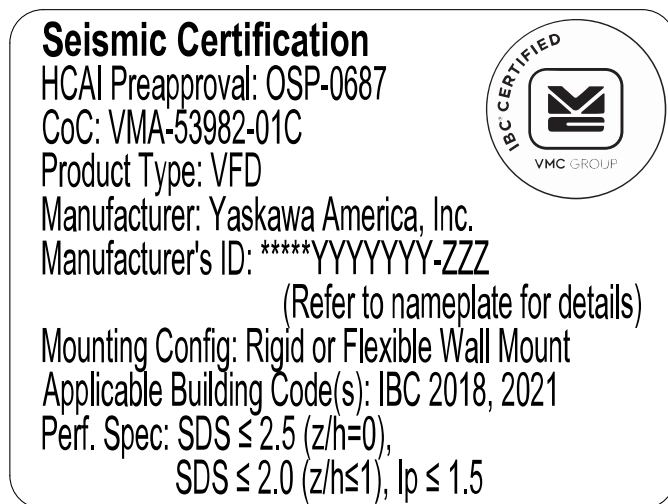 Seismic Certification
HCAI Preapproval: OSP-0687
CoC: VMA-53982-01C
Product Type: VFD
Manufacturer: Yaskawa America, Inc.
Manufacturer's ID: *****YYYYYYY-ZZZ
(Refer to nameplate for details)
Mounting Config: Rigid or Flexible Wall Mount
Applicable Building Code(s): IBC 2018, 2021
Perf. Spec: SDS ≤ 2.5 (z/h=0),
SDS ≤ 2.0 (z/h≤1), Ip ≤ 1.5
IBC® CERTIFIED
VMC GROUP